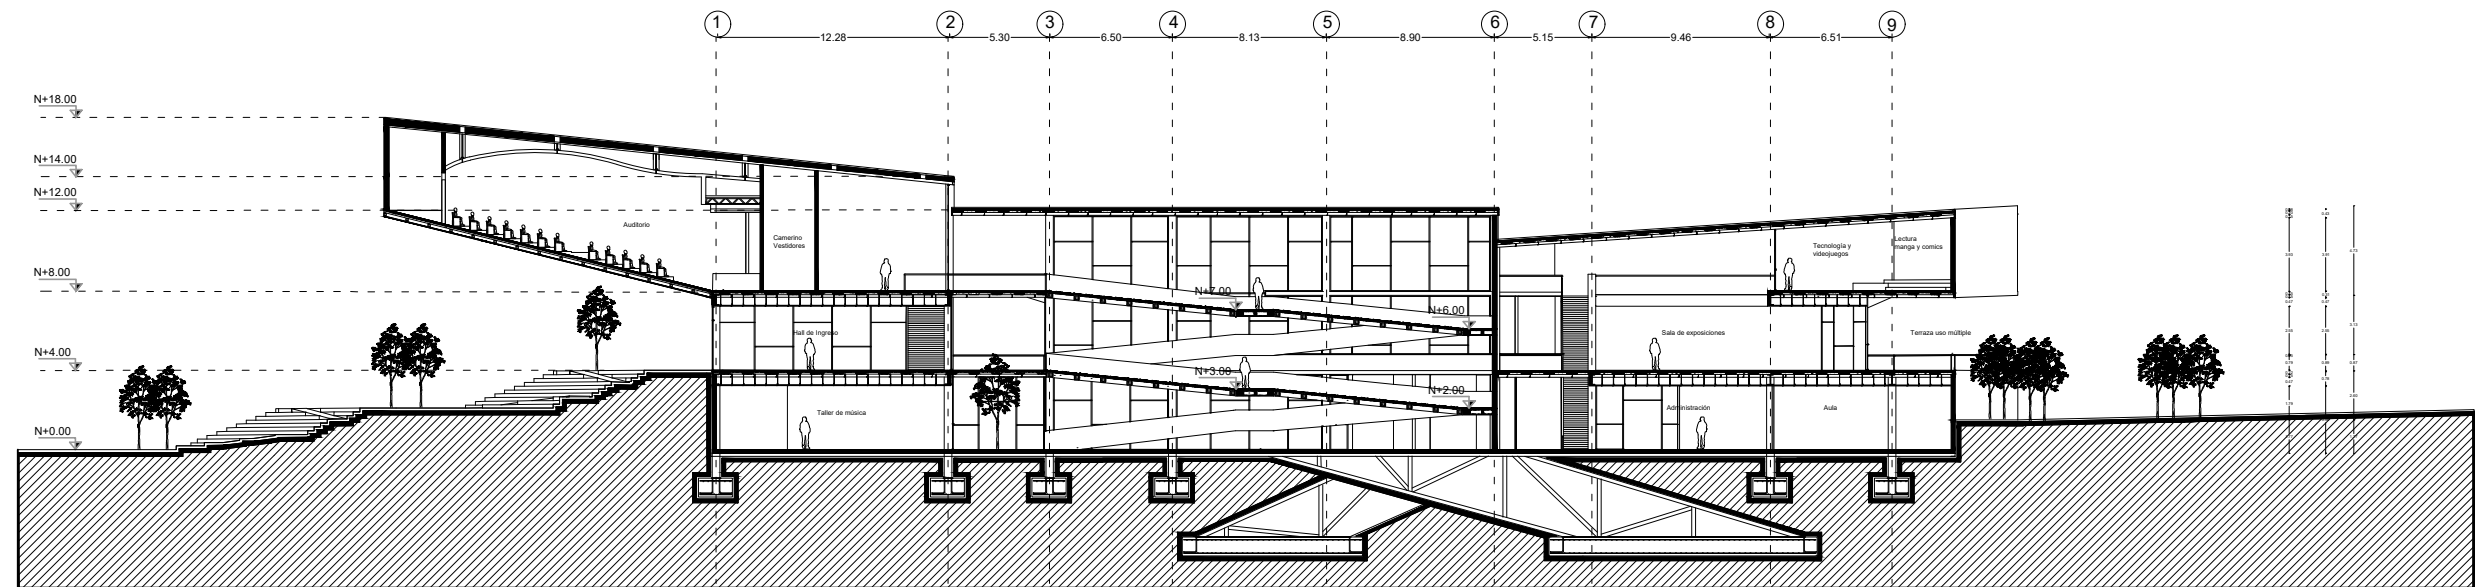 1 2 3 4 5 6 7 8 9
12.28 5.30 6.50 8.13 8.90 5.15 9.46 6.51
N+18.00
N+14.00
N+12.00
Auditorio
Camerino
Vestidores
Tecnología y
videojuegos
Lectura
manga y comics
N+8.00
N+7.00
N+6.00
Hall de Ingreso
Sala de exposiciones
Terraza uso múltiple
N+4.00
N+3.00
N+2.00
Taller de música
Administración
Aula
N+0.00